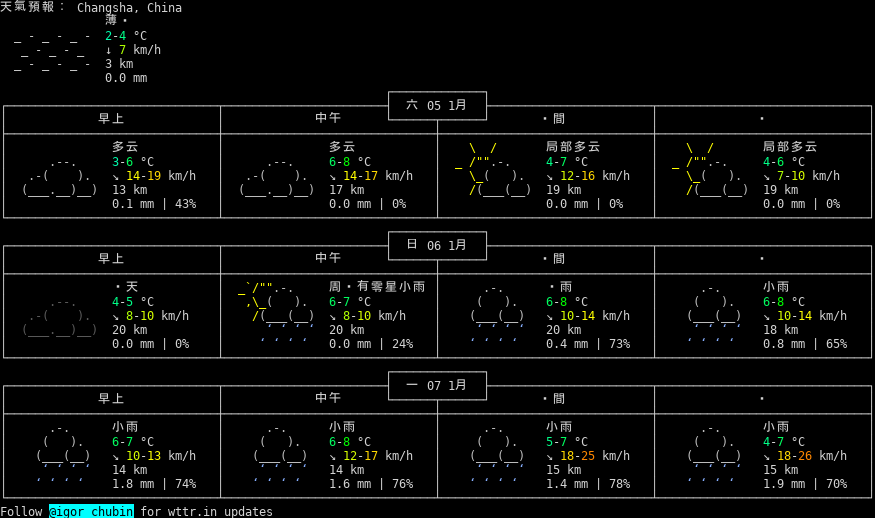 天氣預報： Changsha, China
薄・
2-4 °C
↓ 7 km/h
3 km
0.0 mm
六 05 1月
早上 中午 ・間 ・
多云 多云 局部多云 局部多云
3-6 °C 6-8 °C 4-7 °C 4-6 °C
↘ 14-19 km/h ↘ 14-17 km/h ↘ 12-16 km/h ↘ 7-10 km/h
13 km 17 km 19 km 19 km
0.1 mm | 43% 0.0 mm | 0% 0.0 mm | 0% 0.0 mm | 0%
日 06 1月
早上 中午 ・間 ・
・天 周・有零星小雨 ・雨 小雨
4-5 °C 6-7 °C 6-8 °C 6-8 °C
↘ 8-10 km/h ↘ 8-10 km/h ↘ 10-14 km/h ↘ 10-14 km/h
20 km 20 km 20 km 18 km
0.0 mm | 0% 0.0 mm | 24% 0.4 mm | 73% 0.8 mm | 65%
一 07 1月
早上 中午 ・間 ・
小雨 小雨 小雨 小雨
6-7 °C 6-8 °C 5-7 °C 4-7 °C
↘ 10-13 km/h ↘ 12-17 km/h ↘ 18-25 km/h ↘ 18-26 km/h
14 km 14 km 15 km 15 km
1.8 mm | 74% 1.6 mm | 76% 1.4 mm | 78% 1.9 mm | 70%
Follow @igor_chubin for wttr.in updates